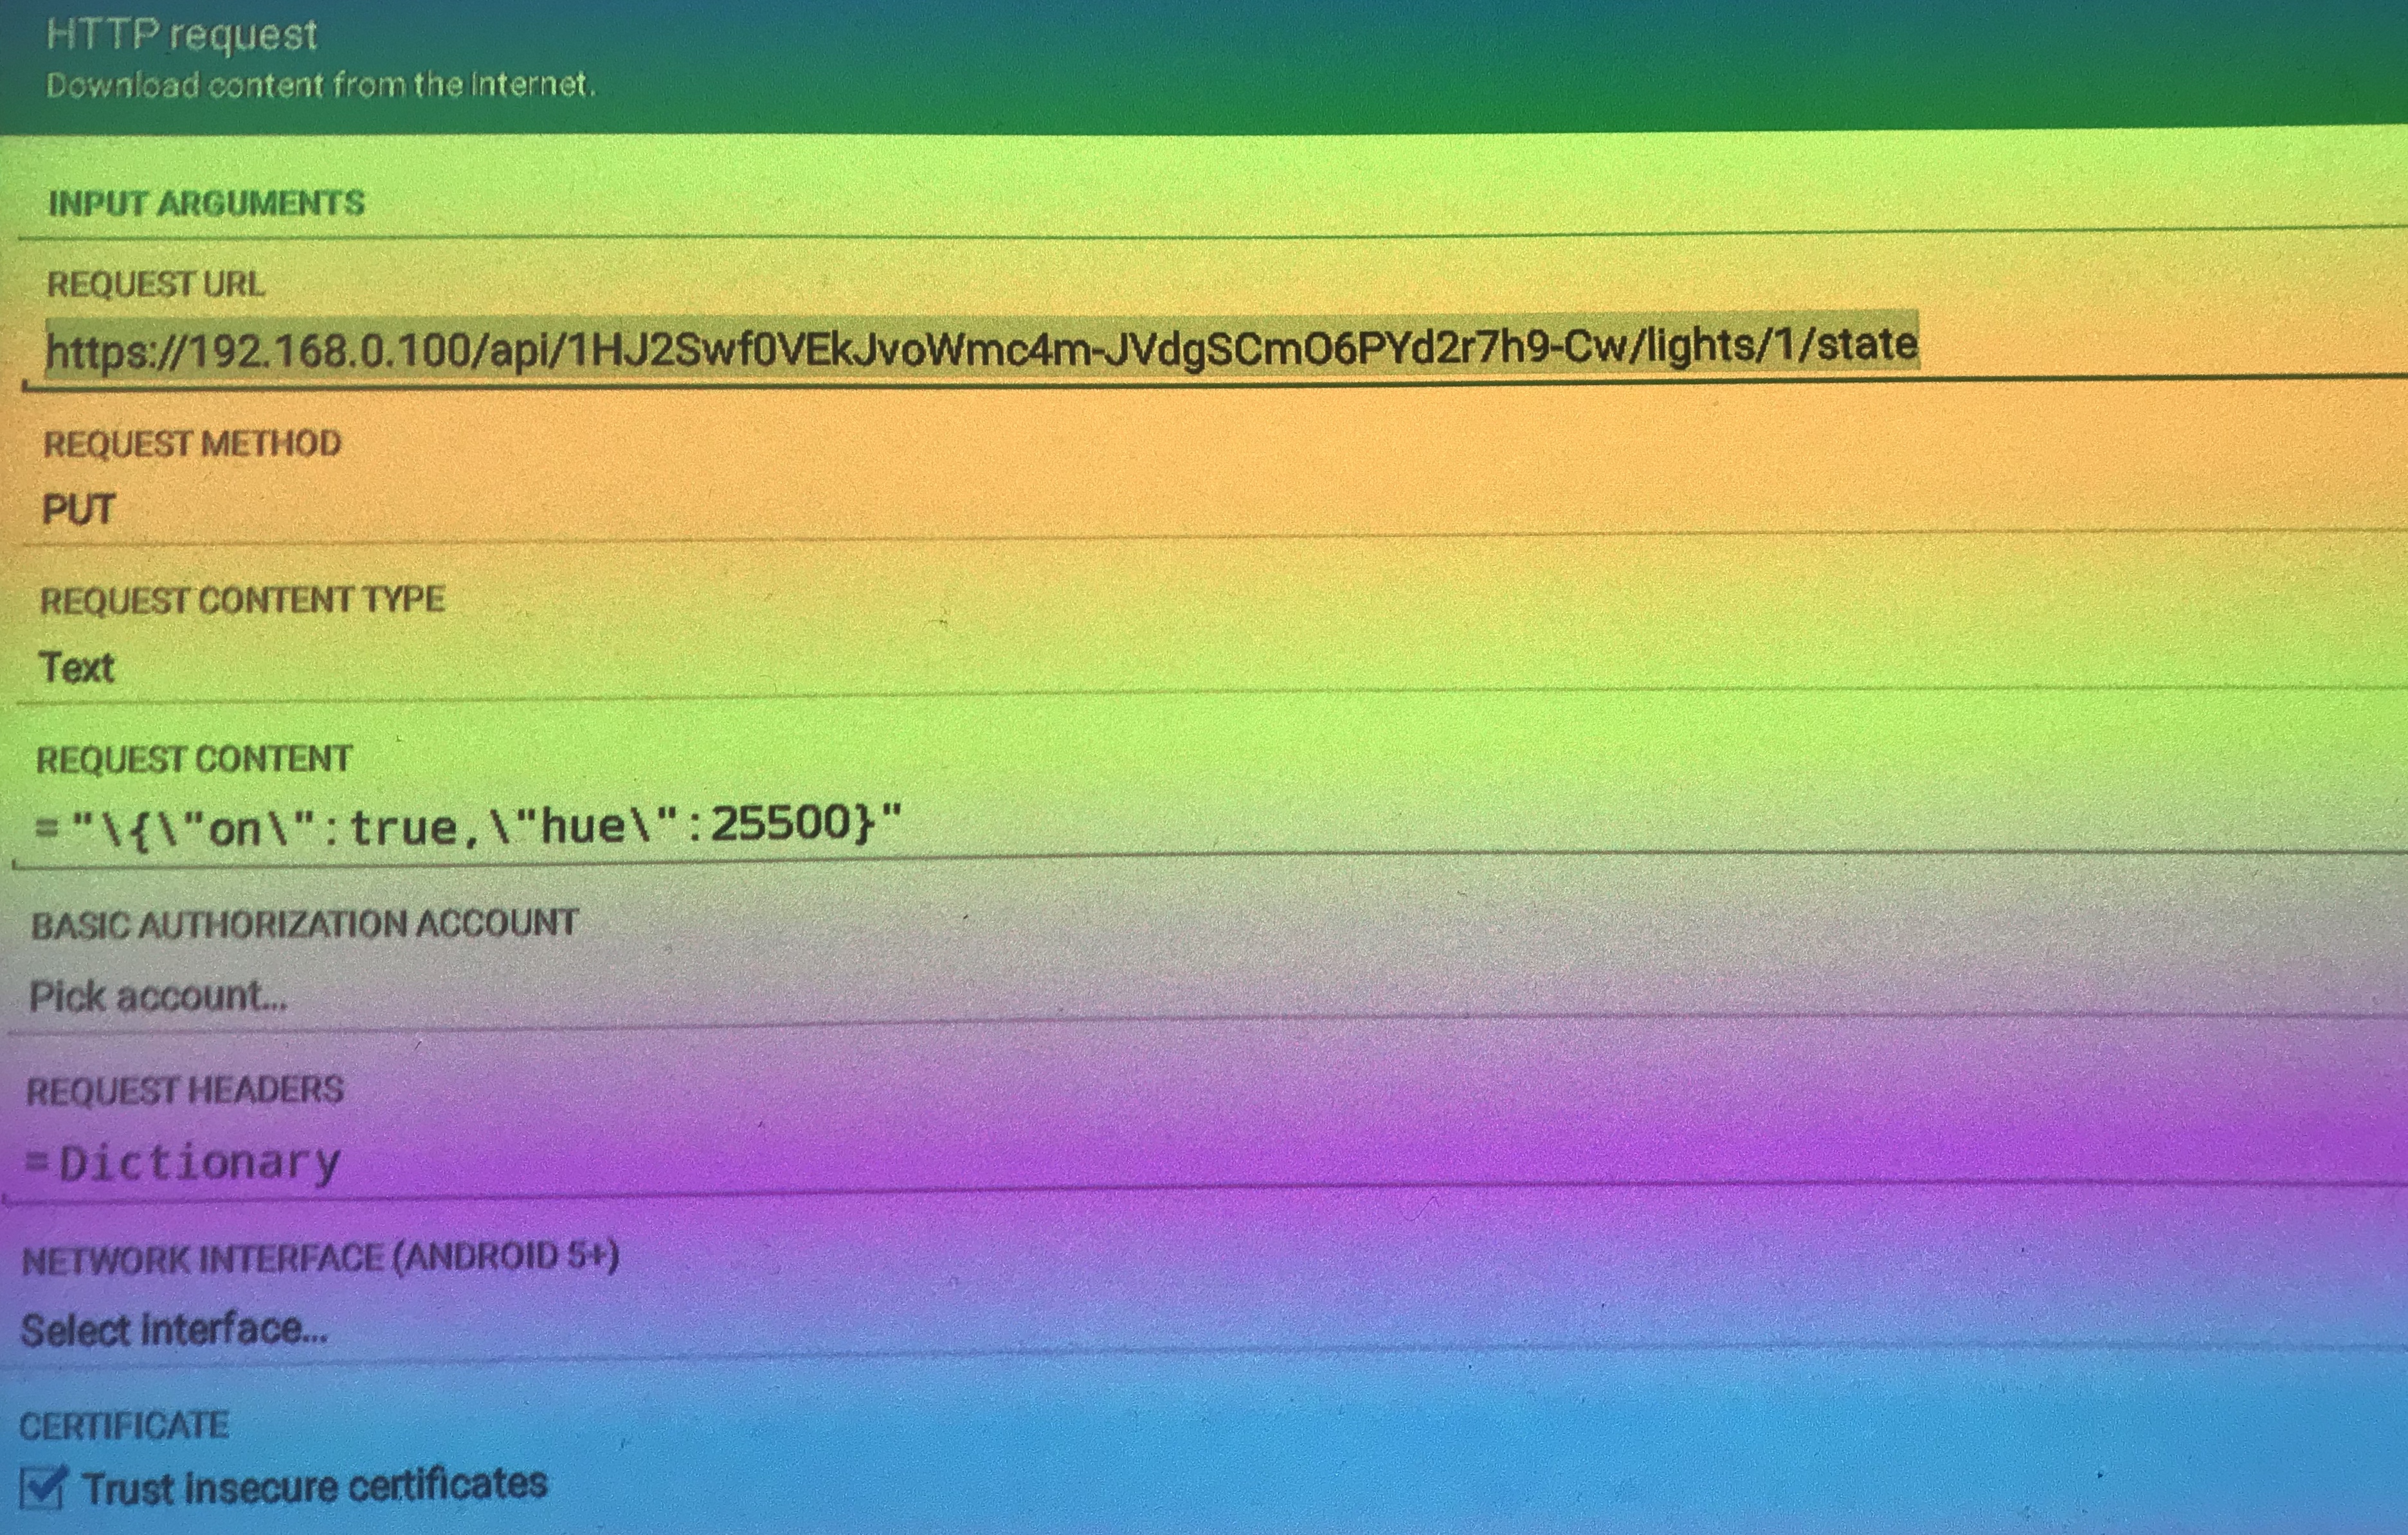 HTTP request
Download content from the Internet.
INPUT ARGUMENTS
REQUEST URL
https://192.168.0.100/api/1HJ2Swf0VEkJvoWmc4m-JVdgSCmO6PYd2r7h9-Cw/lights/1/state
REQUEST METHOD
PUT
REQUEST CONTENT TYPE
Text
REQUEST CONTENT
="\{\"on\":true,\"hue\":25500}"
BASIC AUTHORIZATION ACCOUNT
Pick account...
REQUEST HEADERS
=Dictionary
NETWORK INTERFACE (ANDROID 5+)
Select interface...
CERTIFICATE
Trust insecure certificates